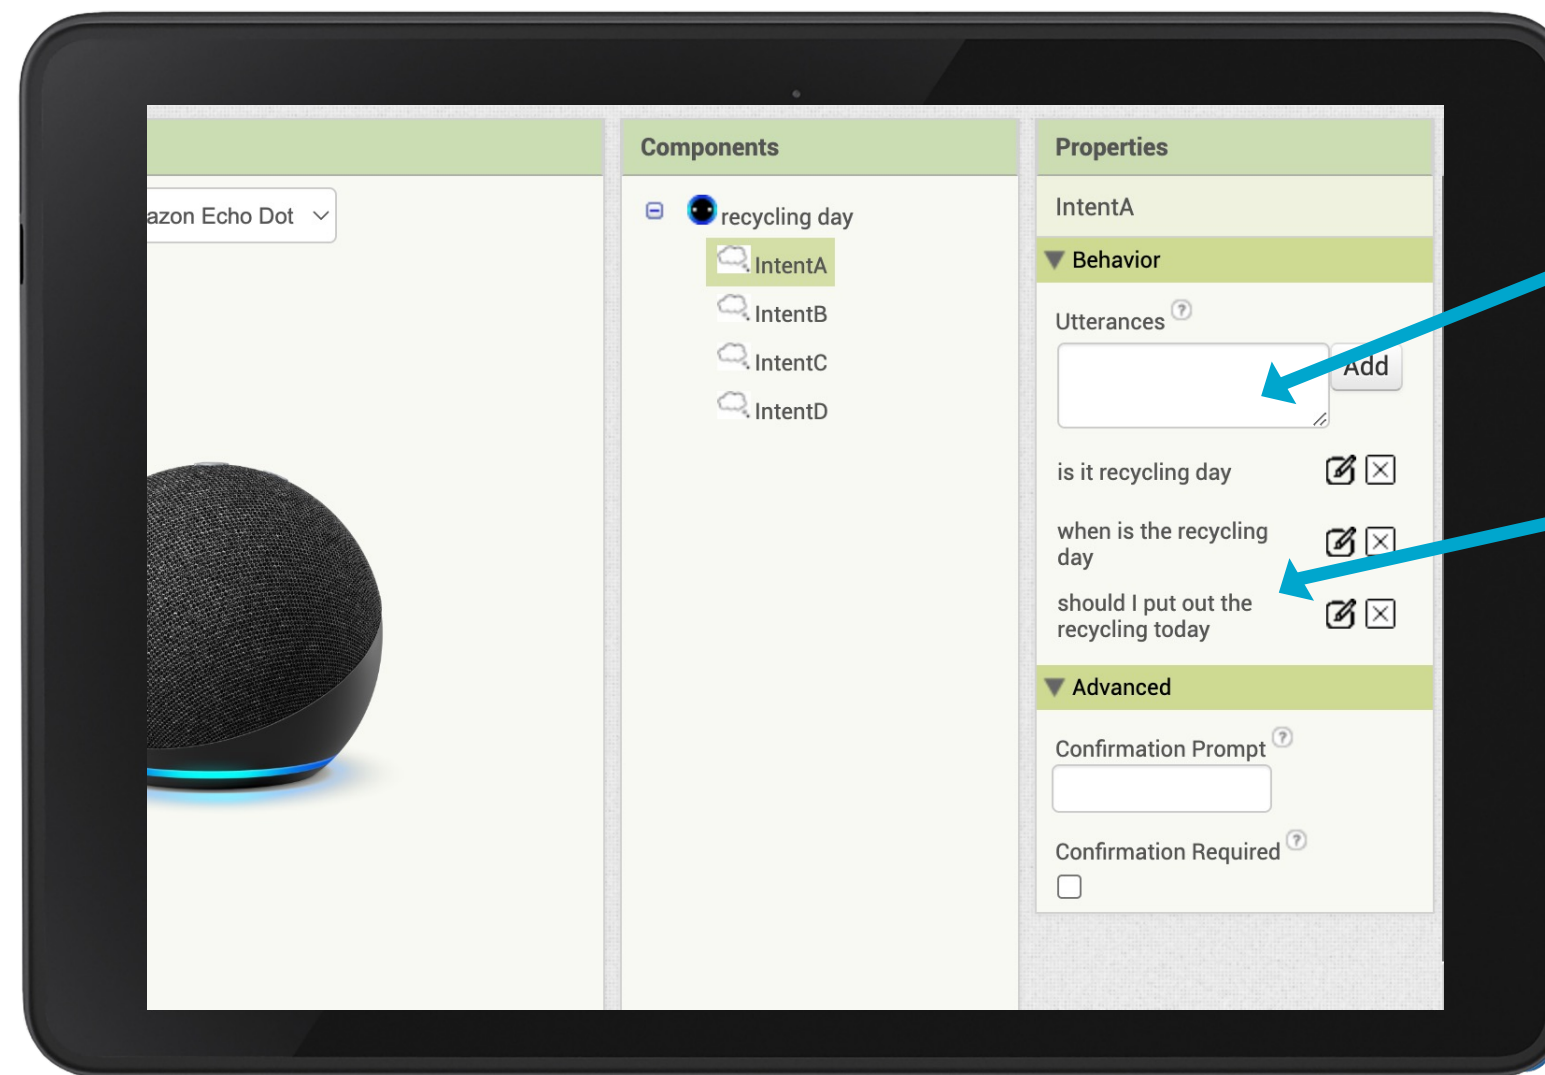 azon Echo Dot
Components
recycling day
IntentA
IntentB
IntentC
IntentD
Properties
IntentA
Behavior
Utterances ?
Add
is it recycling day
when is the recycling
day
should I put out the
recycling today
Advanced
Confirmation Prompt ?
Confirmation Required ?